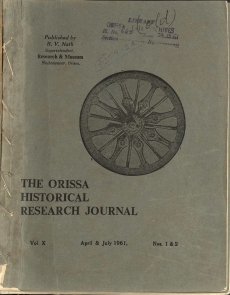 Published by
R. V. Nath
Superintendent,
Research & Museum
Bhubaneswar, Orissa.
THE ORISSA
HISTORICAL
RESEARCH JOURNAL
Vol X
April & July 1961,
Nos. 1 & 2